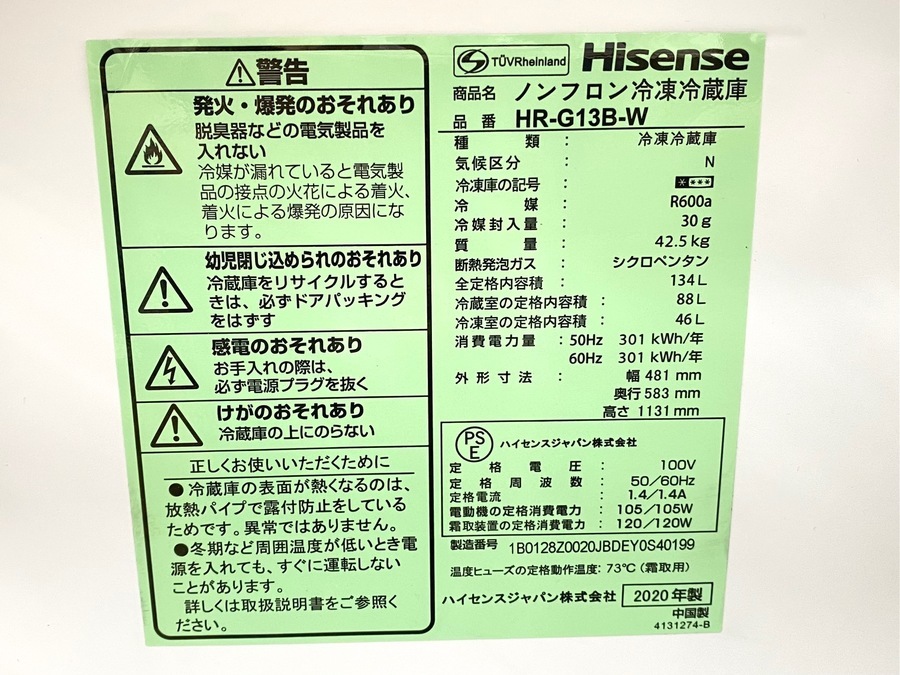 ⚠警告
発火・爆発のおそれあり
脱臭器などの電気製品を
入れない
冷媒が漏れていると電気製
品の接点の火花による着火、
着火による爆発の原因にな
ります。
幼児閉じ込められのおそれあり
冷蔵庫をリサイクルすると
きは、必ずドアパッキング
をはずす
感電のおそれあり
お手入れの際は、
必ず電源プラグを抜く
けがのおそれあり
冷蔵庫の上にのらない
正しくお使いいただくために
●冷蔵庫の表面が熱くなるのは、
放熱パイプで露付防止をしている
ためです。異常ではありません。
●冬期など周囲温度が低いとき電
源を入れても、すぐに運転しない
ことがあります。
詳しくは取扱説明書をご参照く
ださい。
TÜVRheinland
Hisense
商品名 ノンフロン冷凍冷蔵庫
品番 HR-G13B-W
種類 : 冷凍冷蔵庫
気候区分 : N
冷凍庫の記号 : ****
冷媒 : R600a
冷媒封入量 : 30g
質量 : 42.5kg
断熱発泡ガス : シクロペンタン
全定格内容積 : 134L
冷蔵室の定格内容積 : 88L
冷凍室の定格内容積 : 46L
消費電力量 : 50Hz 301 kWh/年
60Hz 301 kWh/年
外形寸法 : 幅 481 mm
奥行 583 mm
高さ 1131 mm
PSE ハイセンスジャパン株式会社
定格電圧 : 100V
定格周波数 : 50/60Hz
定格電流 : 1.4/1.4A
電動機の定格消費電力 : 105/105W
霜取装置の定格消費電力 : 120/120W
製造番号 1B0128Z0020JBDEY0S40199
温度ヒューズの定格動作温度: 73℃(霜取用)
ハイセンスジャパン株式会社 2020年製
中国製
4131274-B